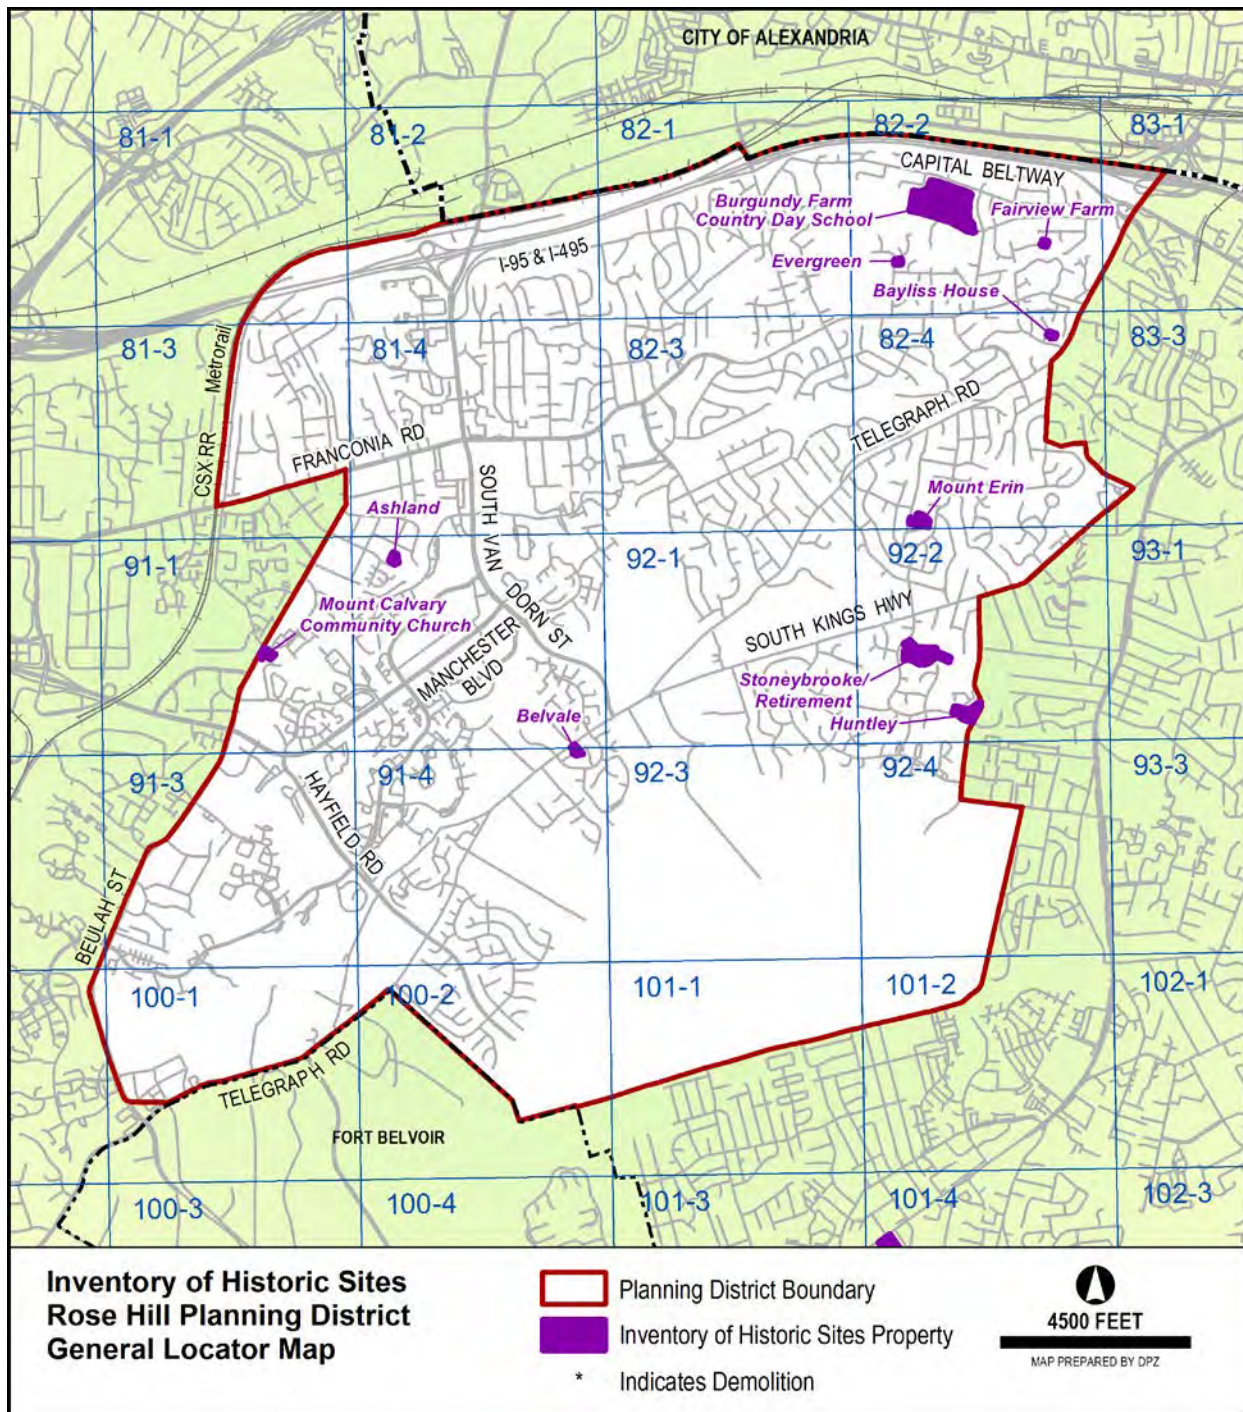 CITY OF ALEXANDRIA
81-1
81-2
82-1
82-2
83-1
CAPITAL BELTWAY
Burgundy Farm
Country Day School
Fairview Farm
I-95 & I-495
Evergreen
Bayliss House
Metrorail
81-3
81-4
82-3
82-4
83-3
TELEGRAPH RD
FRANCONIA RD
CSX RR
SOUTH VAN DORN ST
Ashland
Mount Erin
91-1
92-1
92-2
93-1
Mount Calvary
Community Church
MANCHESTER
BLVD
SOUTH KINGS HWY
Stoneybrooke/
Retirement
Belvale
Huntley
91-3
91-4
92-3
92-4
93-3
HAYFIELD RD
BEULAH ST
100-1
100-2
101-1
101-2
102-1
TELEGRAPH RD
FORT BELVOIR
100-3
100-4
101-3
101-4
102-3
Inventory of Historic Sites
Rose Hill Planning District
General Locator Map
Planning District Boundary
Inventory of Historic Sites Property
* Indicates Demolition
4500 FEET
MAP PREPARED BY DPZ